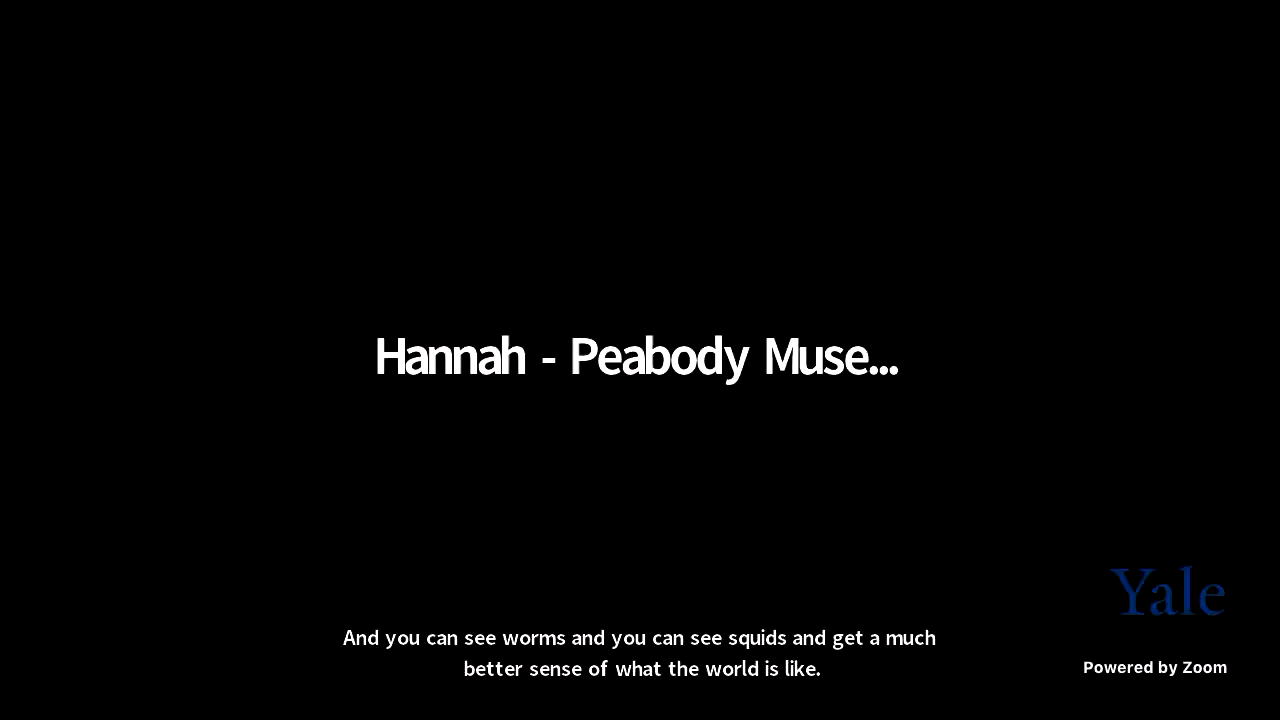 Hannah - Peabody Muse...
Yale
And you can see worms and you can see squids and get a much
better sense of what the world is like.
Powered by Zoom